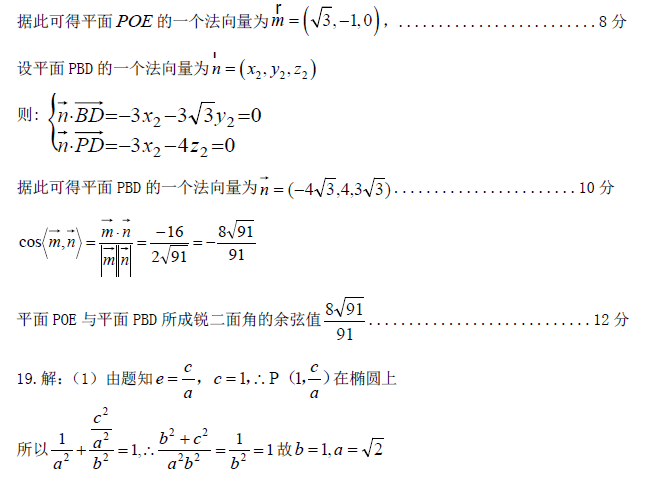 据此可得平面 POE 的一个法向量为 m⃗ = (√3, -1, 0)，.........................8 分
设平面 PBD 的一个法向量为 n⃗ = (x₂, y₂, z₂)
则: { n⃗·BD⃗ = -3x₂ - 3√3y₂ = 0
n⃗·PD⃗ = -3x₂ - 4z₂ = 0
据此可得平面 PBD 的一个法向量为 n⃗ = (-4√3, 4, 3√3).......................10 分
cos⟨m⃗, n⃗⟩ = (m⃗·n⃗)/(|m⃗||n⃗|) = -16/(2√91) = -8√91/91
平面 POE 与平面 PBD 所成锐二面角的余弦值 8√91/91 ............................12 分
19.解:（1）由题知 e = c/a，c = 1, ∴ P（1, c/a）在椭圆上
所以 1/a² + (c²/a²)/b² = 1, ∴ (b² + c²)/(a²b²) = 1/b² = 1 故 b = 1, a = √2